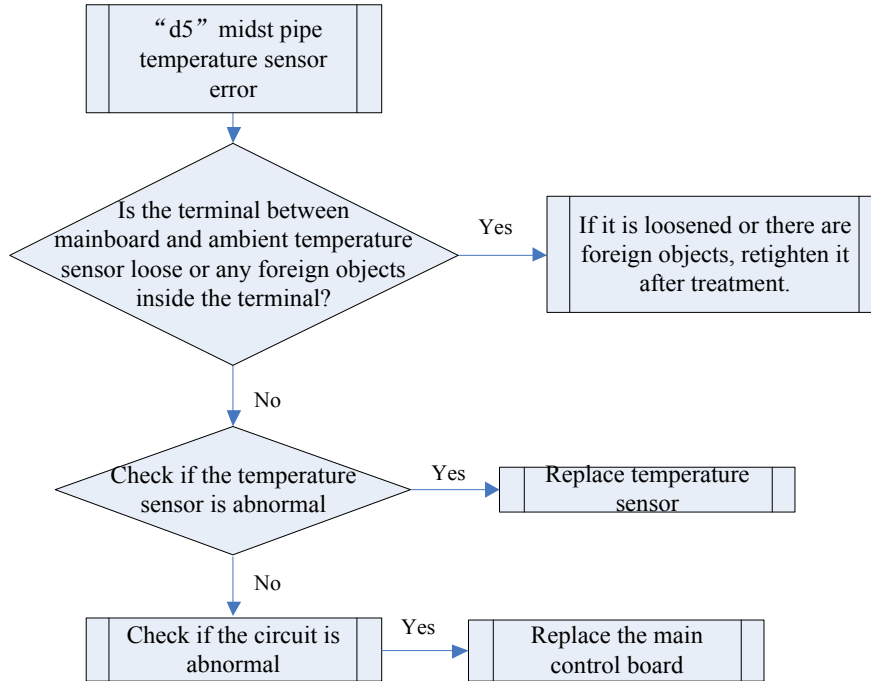 “d5” midst pipe
temperature sensor
error
Is the terminal between
mainboard and ambient temperature
sensor loose or any foreign objects
inside the terminal?
Yes
If it is loosened or there are
foreign objects, retighten it
after treatment.
No
Check if the temperature
sensor is abnormal
Yes
Replace temperature
sensor
No
Check if the circuit is
abnormal
Yes
Replace the main
control board